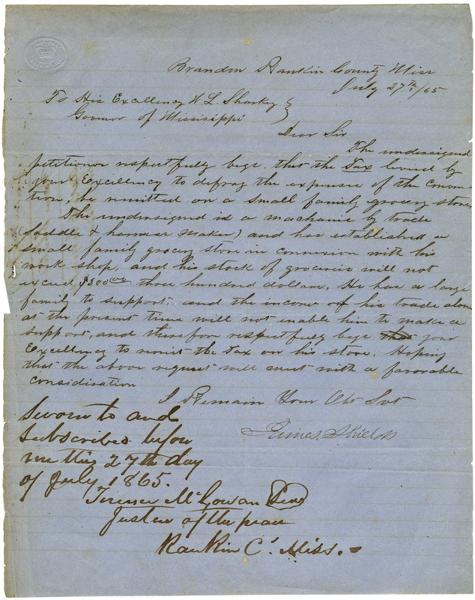 Brandon Rankin County Miss
July 27th/65
To His Excellency W L Sharkey
Govenor of Mississippi
Dear Sir
The undersigned
petitioner respectfully begs, that the Tax levied by
your Excellency to defray the expenses of the Conven
tion, be remitted on a small family grocery store
The undersigned is a mechanic by trade
(Saddle & harness maker) and has established a
small family grocery store in connexion with his
work shop, and his stock of groceries will not
exceed $300 three hundred dollars. He has a large
family to support, and the income of his trade alone
at the present time will not enable him to make a
support, and therefore respectfully begs your
Excellency to remit the Tax on his store. Hoping
that the above request will meet with a favorable
consideration
I Remain Your Obt Svt
James Shields
Sworn to and
subscribed before
me this 27th day
of July 1865.
McGowan Seal
Justice of the peace
Rankin C. Miss.